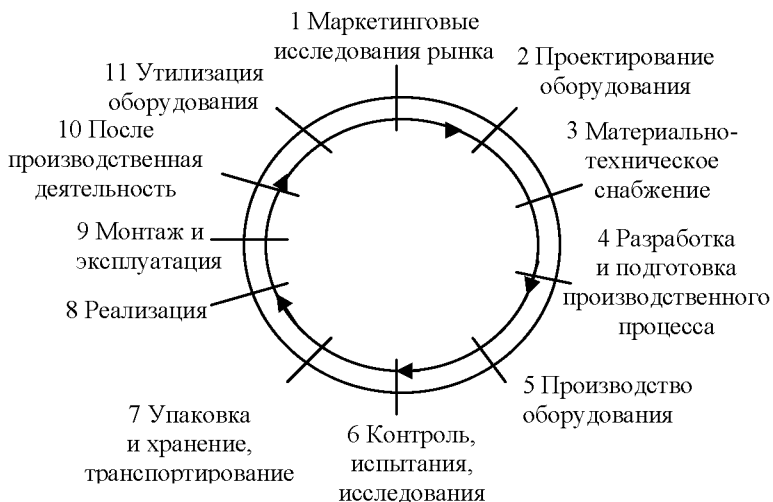 1 Маркетинговые
исследования рынка
2 Проектирование
оборудования
3 Материально-
техническое
снабжение
4 Разработка
и подготовка
производственного
процесса
5 Производство
оборудования
6 Контроль,
испытания,
исследования
7 Упаковка
и хранение,
транспортирование
8 Реализация
9 Монтаж и
эксплуатация
10 После
производственная
деятельность
11 Утилизация
оборудования